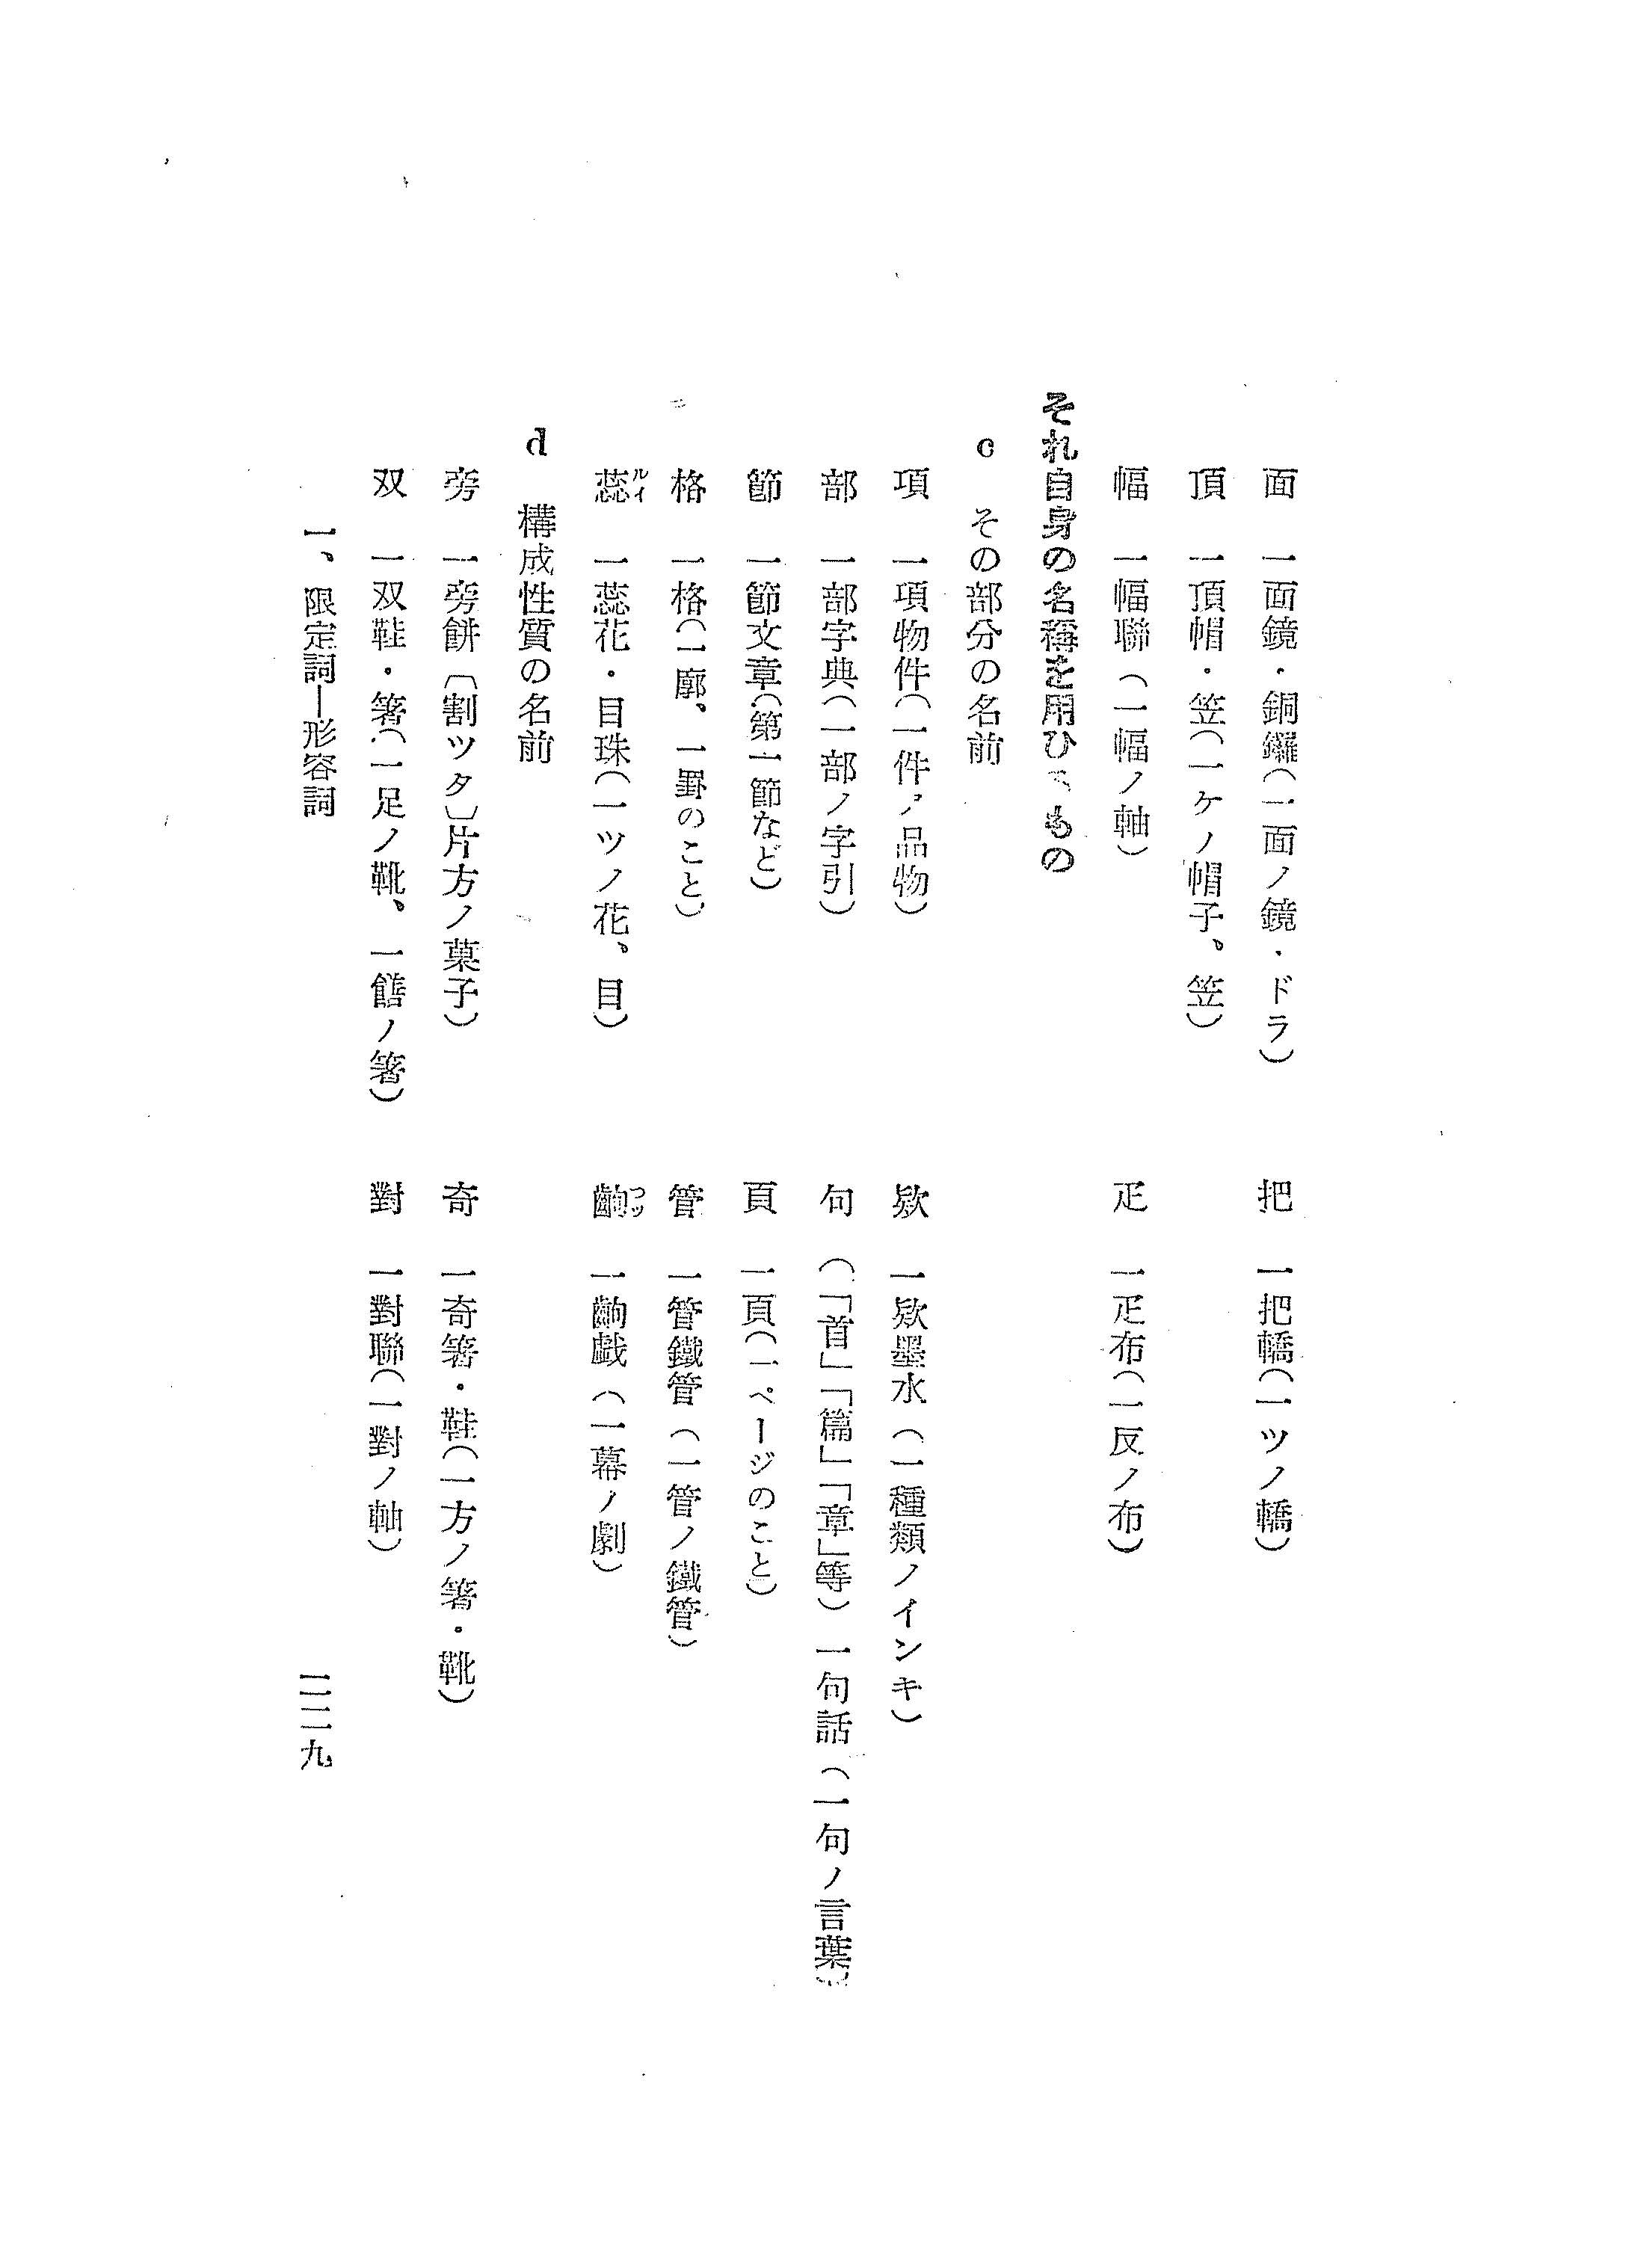 面　一面鏡・銅鑼(一面ノ鏡・ドラ)　把　一把轎(一ツノ轎)
頂　一頂帽・笠(一ケノ帽子、笠)
幅　一幅聯(一幅ノ軸)　疋　一疋布(一反ノ布)
それ自身の名稱を用ひ　もの
c　その部分の名前
項　一項物件(一件ノ品物)　欵　一欵墨水(一種類ノインキ)
部　一部字典(一部ノ字引)　句　(「首」「篇」「章」等)一句話(一句ノ言葉)
節　一節文章(第一節など)　頁　一頁(一ページのこと)
格　一格(一廓、一罫のこと)　管　一管鐵管(一管ノ鐵管)
蕊ルイ　一蕊花・目珠(一ツノ花、目)　齣つツ　一齣戯(一幕ノ劇)
d　構成性質の名前
旁　一旁餠〔割ツタ〕片方ノ菓子)　奇　一奇箸・鞋(一方ノ箸・靴)
双　一双鞋・箸(一足ノ靴、一饍ノ箸)　對　一對聯(一對ノ軸)
一、限定詞―形容詞　一二九